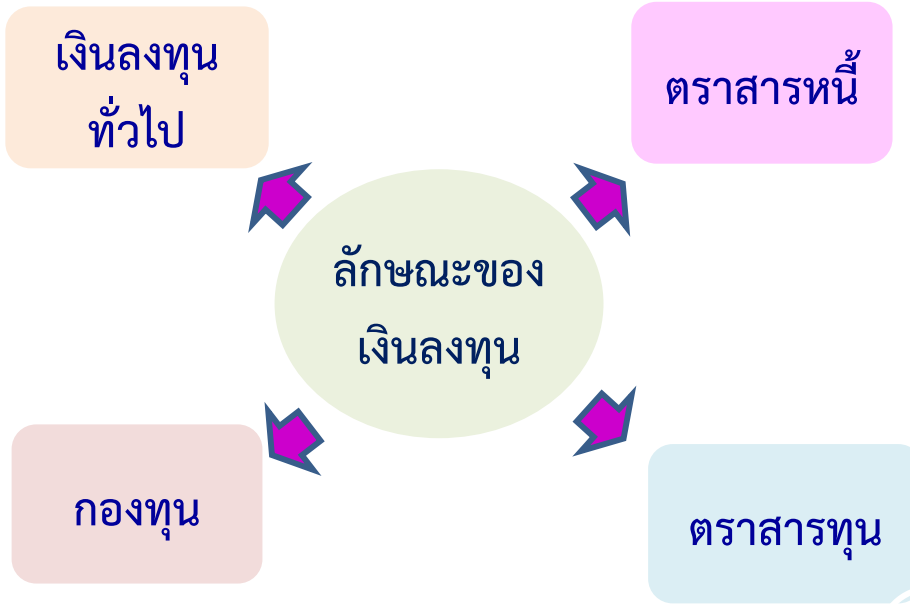 เงินลงทุน
ทั่วไป
ตราสารหนี้
ลักษณะของ
เงินลงทุน
กองทุน
ตราสารทุน